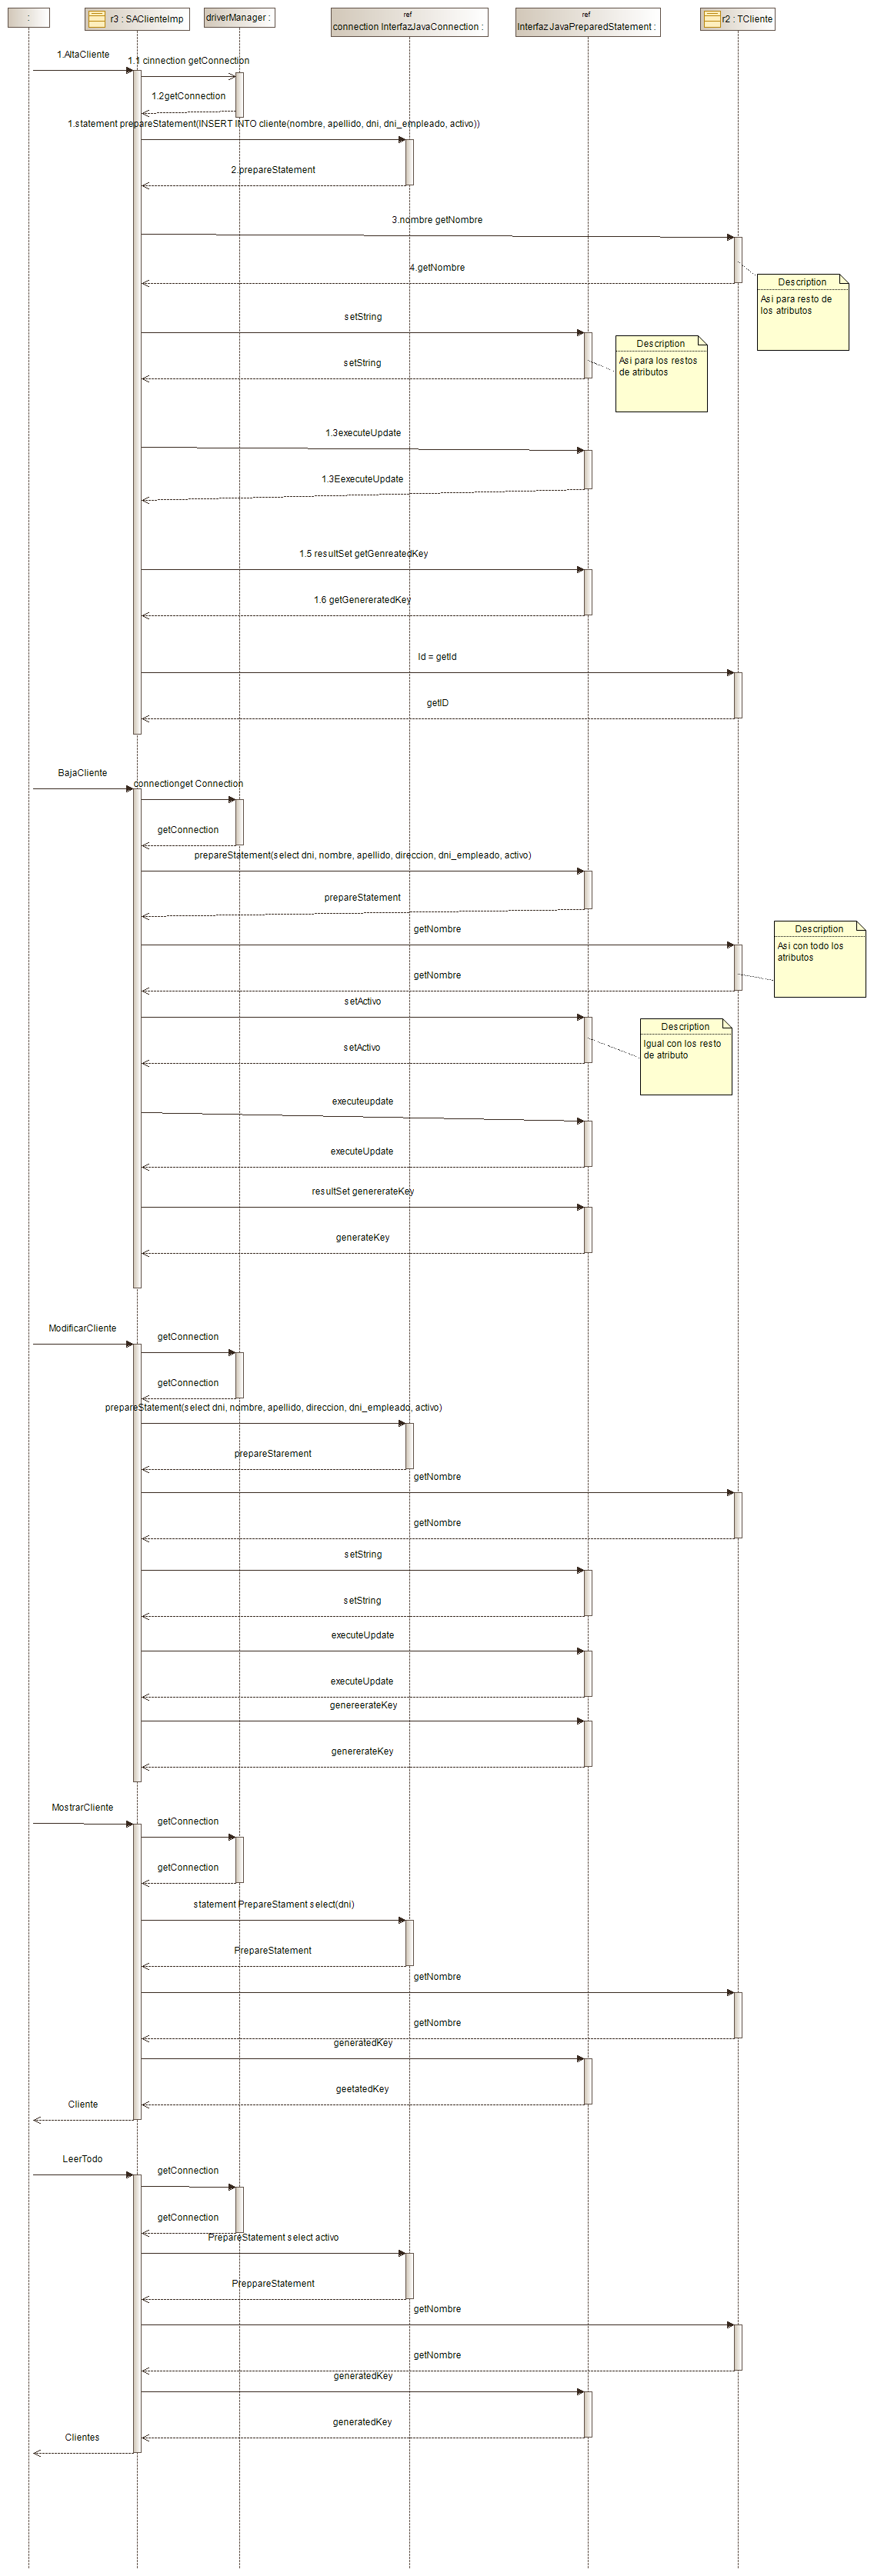 :
r3 : SAClienteImp
driverManager :
ref
connection InterfazJavaConnection :
ref
Interfaz JavaPreparedStatement :
r2 : TCliente
1.AltaCliente
1.1 cinnection getConnection
1.2getConnection
1.statement prepareStatement(INSERT INTO cliente(nombre, apellido, dni, dni_empleado, activo))
2.prepareStatement
3.nombre getNombre
4.getNombre
Description
Asi para resto de
los atributos
setString
Description
Asi para los restos
de atributos
setString
1.3executeUpdate
1.3EexecuteUpdate
1.5 resultSet getGenreatedKey
1.6 getGenereratedKey
Id = getId
getID
BajaCliente
connectionget Connection
getConnection
prepareStatement(select dni, nombre, apellido, direccion, dni_empleado, activo)
prepareStatement
getNombre
Description
Asi con todo los
atributos
getNombre
setActivo
Description
Igual con los resto
de atributo
setActivo
executeupdate
executeUpdate
resultSet genererateKey
generateKey
ModificarCliente
getConnection
getConnection
prepareStatement(select dni, nombre, apellido, direccion, dni_empleado, activo)
prepareStarement
getNombre
getNombre
setString
setString
executeUpdate
executeUpdate
genereerateKey
genererateKey
MostrarCliente
getConnection
getConnection
statement PrepareStament select(dni)
PrepareStatement
getNombre
getNombre
generatedKey
geetatedKey
Cliente
LeerTodo
getConnection
getConnection
PrepareStatement select activo
PreppareStatement
getNombre
getNombre
generatedKey
generatedKey
Clientes